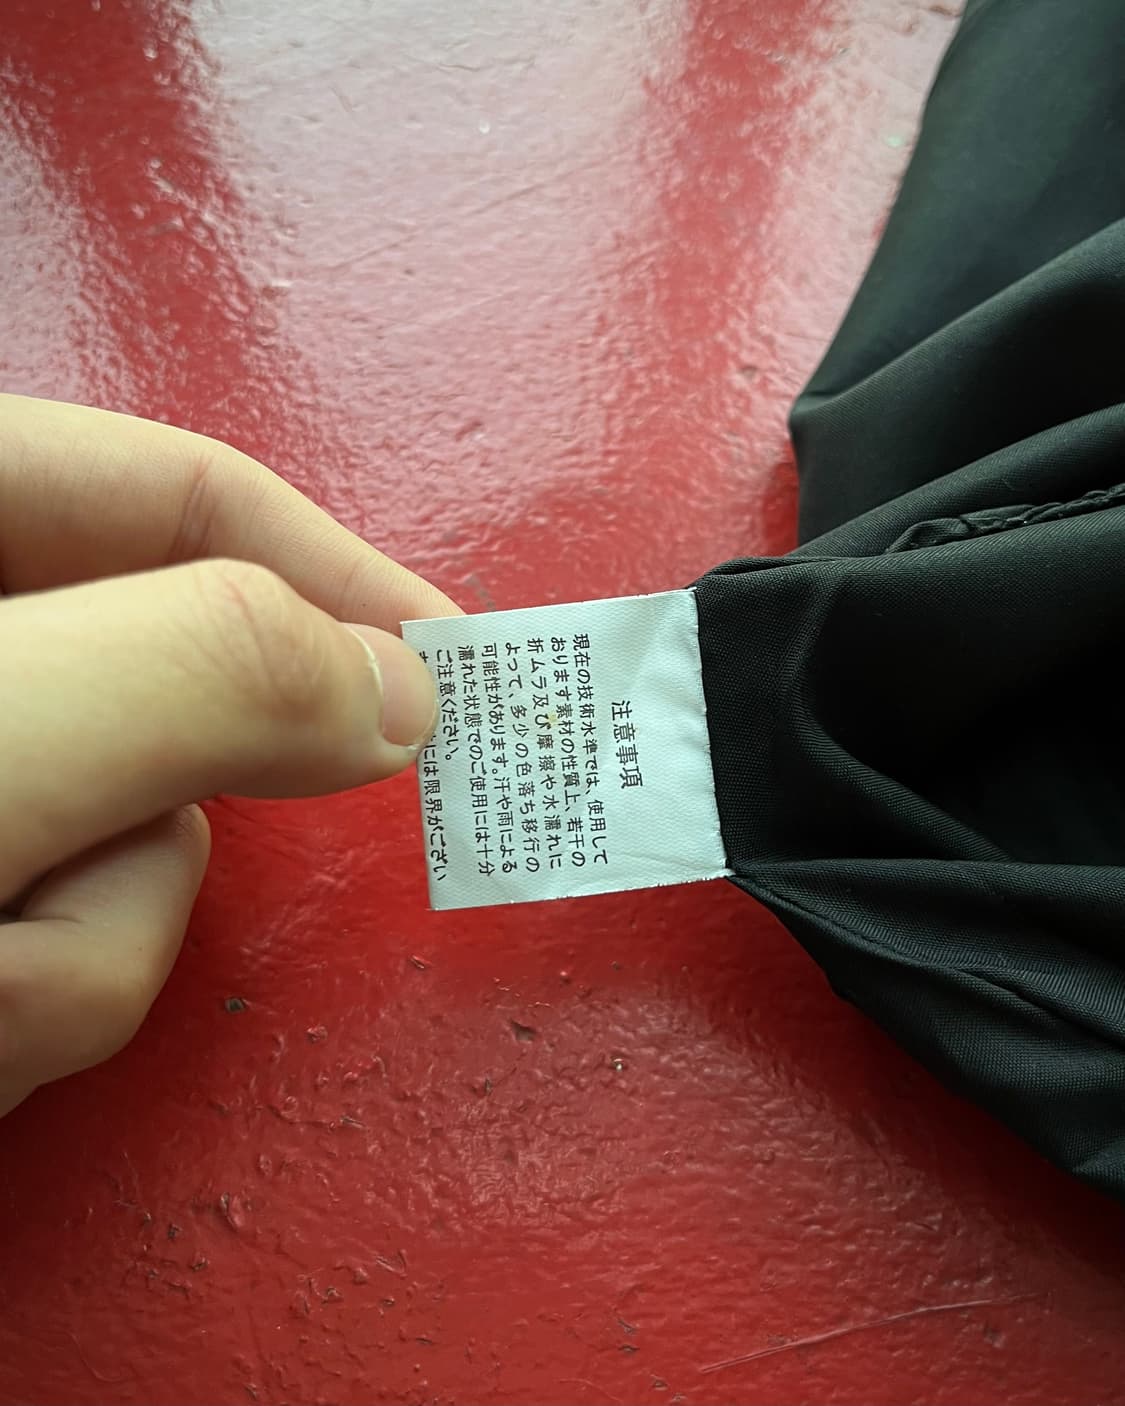 注意事項
現在の技術水準では、使用して
おります素材の性質上、若干の
折ムラ及び摩擦や水濡れに
よって、多少の色落ち移行の
可能性があります。汗や雨による
濡れた状態でのご使用には十分
ご注意ください。
には限界がござい